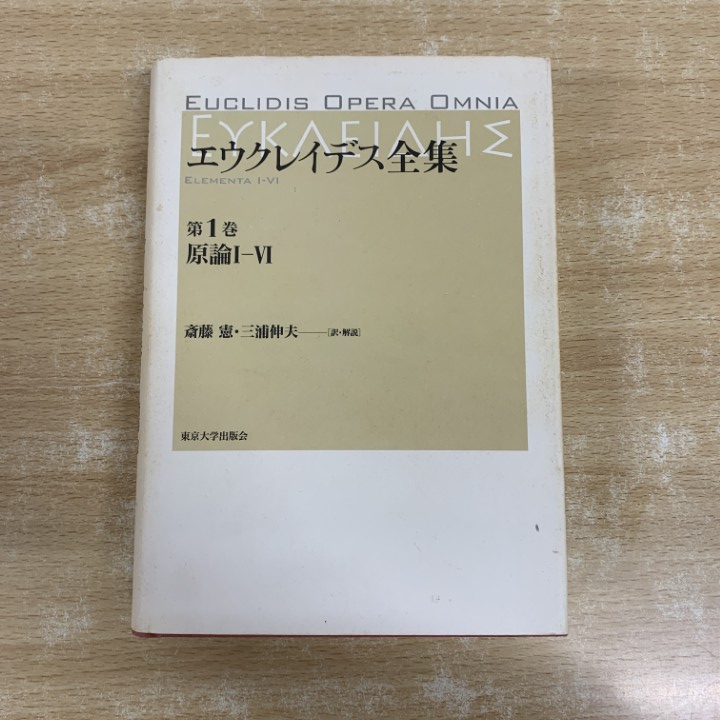 EUCLIDIS OPERA OMNIA
ΕΥΚΛΕΙΔΗΣ
エウクレイデス全集
ELEMENTA I-VI
第1巻
原論I–VI
斎藤 憲・三浦伸夫――[訳・解説]
東京大学出版会